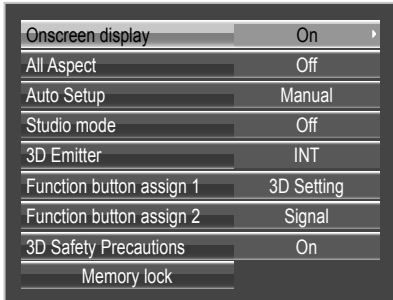 Onscreen display On
All Aspect Off
Auto Setup Manual
Studio mode Off
3D Emitter INT
Function button assign 1 3D Setting
Function button assign 2 Signal
3D Safety Precautions On
Memory lock